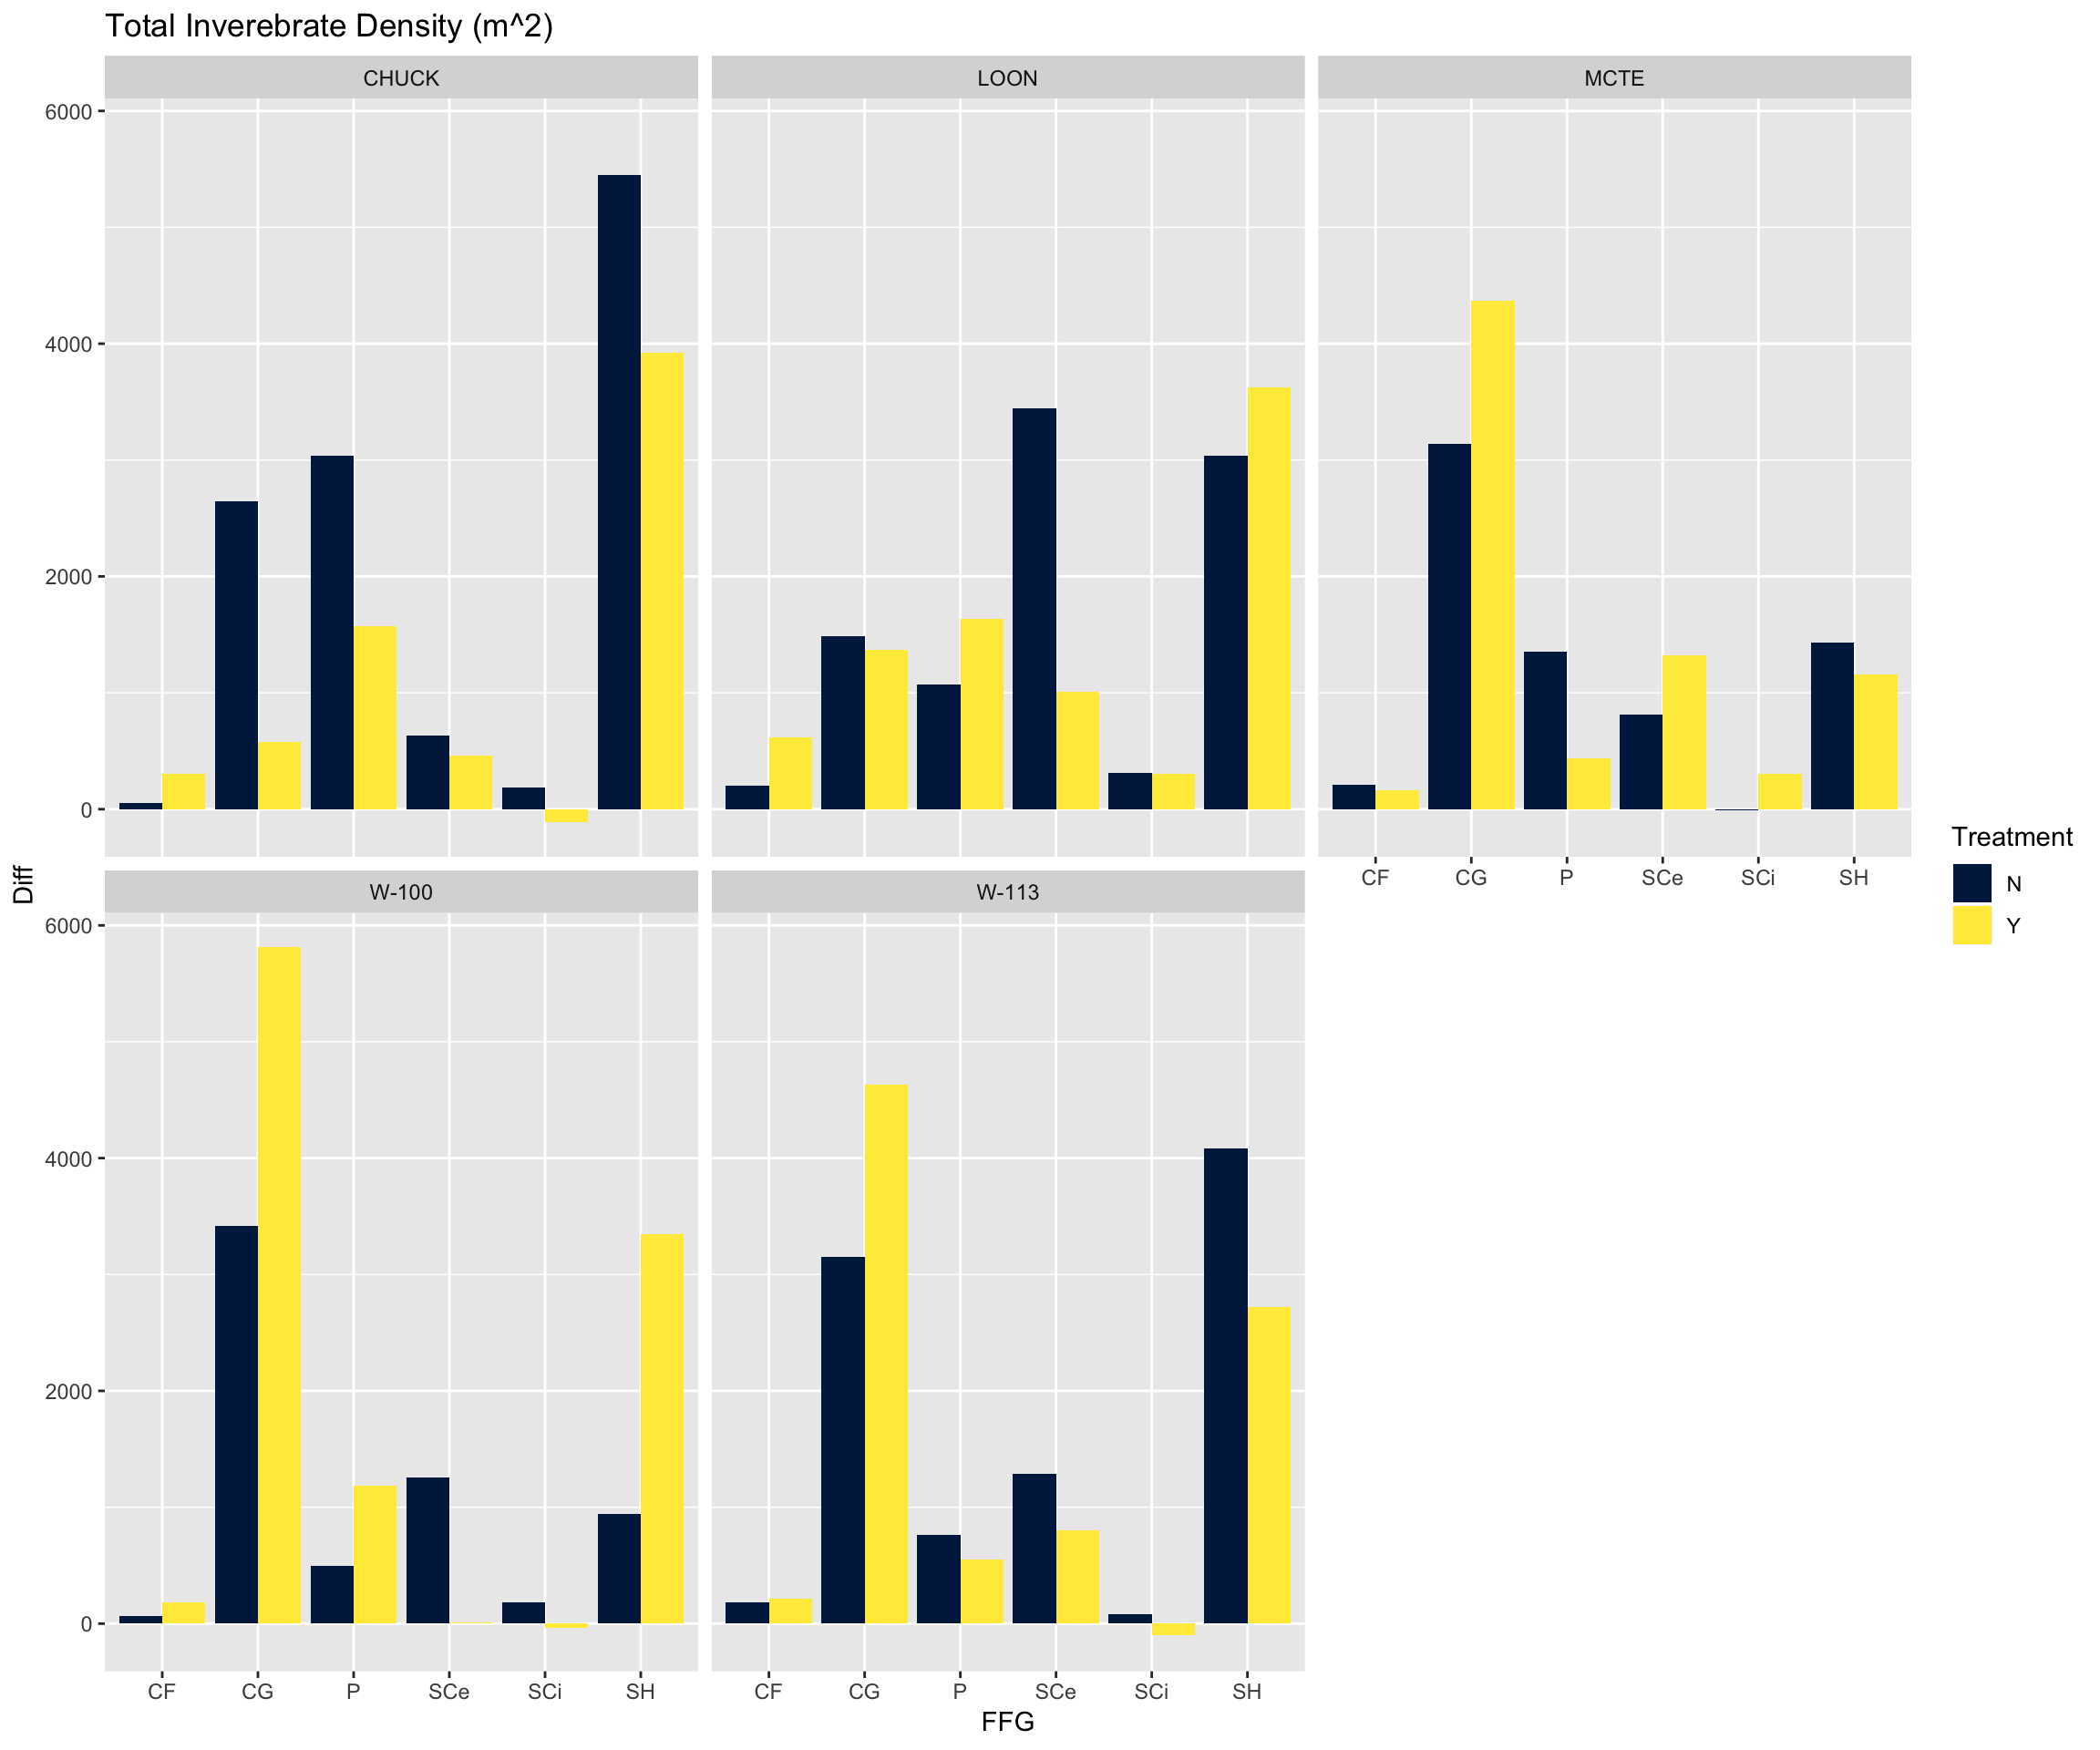 Total Inverebrate Density (m^2)
CHUCK LOON MCTE
6000
4000
2000
0
CF CG P SCe SCi SH
Diff
Treatment
N
Y
W-100 W-113
6000
4000
2000
0
CF CG P SCe SCi SH CF CG P SCe SCi SH
FFG